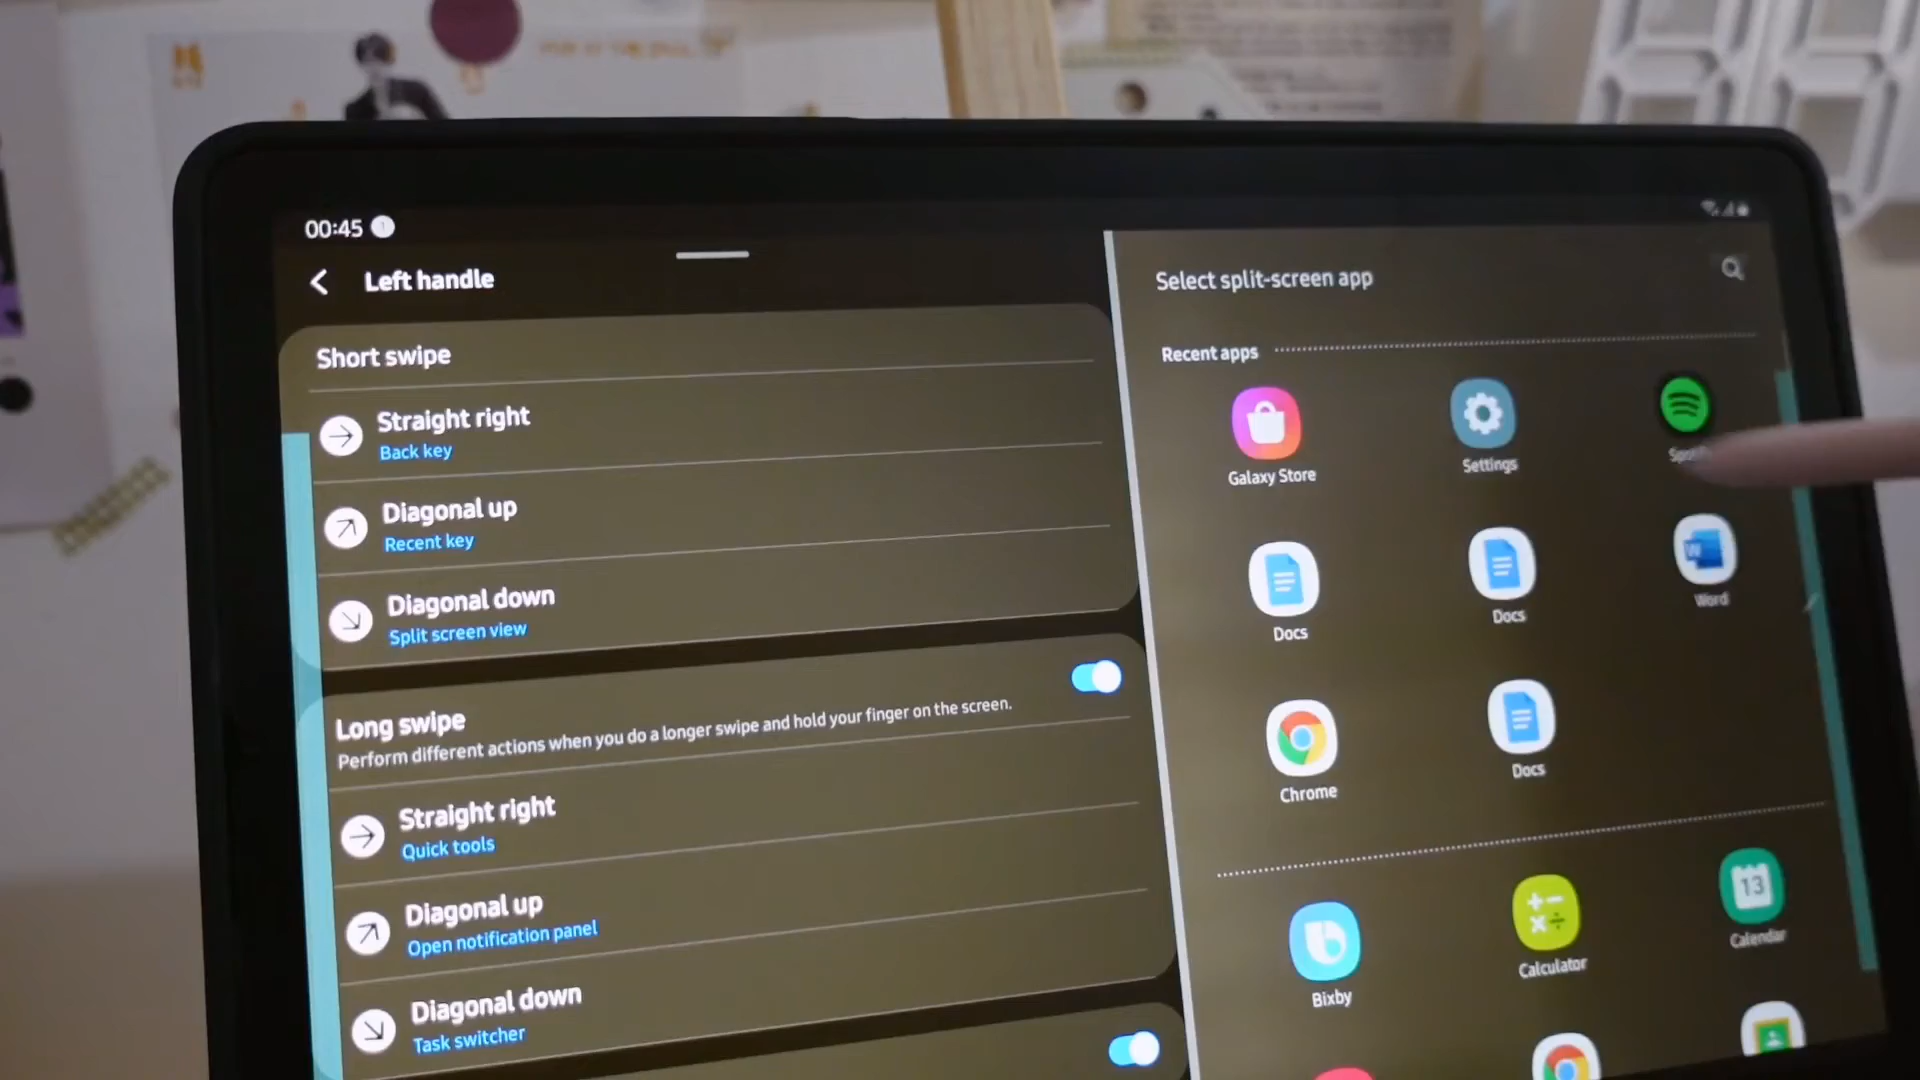 00:45
Left handle
Short swipe
Straight right
Back key
Diagonal up
Recent key
Diagonal down
Split screen view
Long swipe
Perform different actions when you do a longer swipe and hold your finger on the screen.
Straight right
Quick tools
Diagonal up
Open notification panel
Diagonal down
Task switcher
Select split-screen app
Recent apps
Galaxy Store
Settings
Docs
Docs
W
Word
Chrome
Docs
13
Bixby
Calculator
Calendar